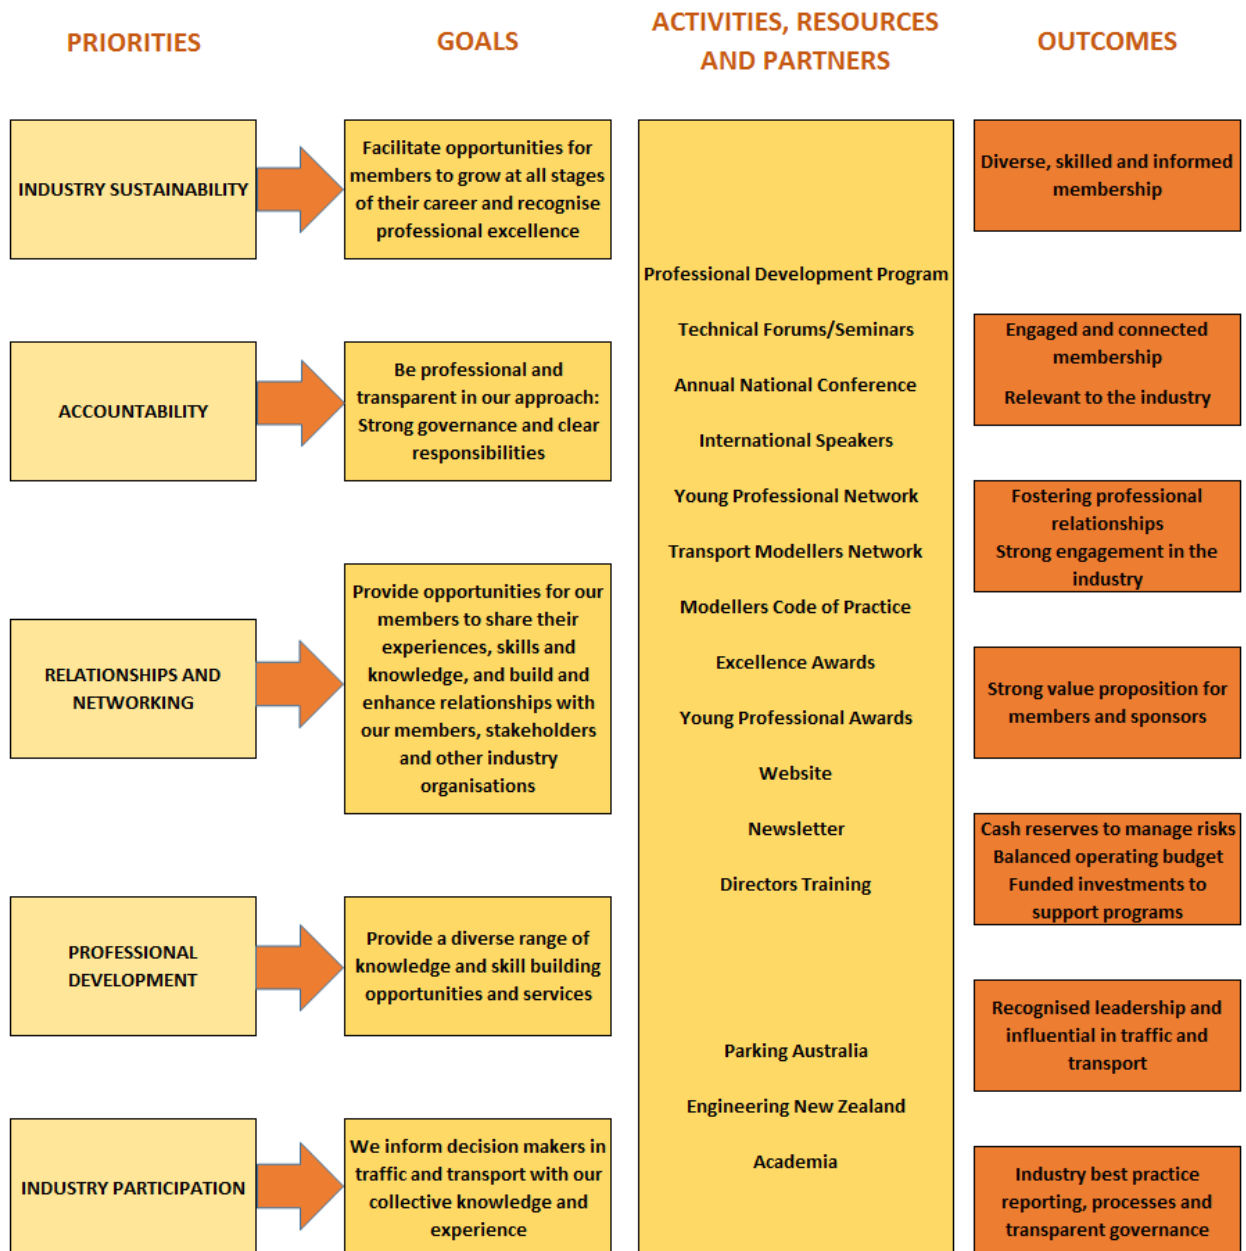 PRIORITIES
GOALS
ACTIVITIES, RESOURCES
AND PARTNERS
OUTCOMES
INDUSTRY SUSTAINABILITY
Facilitate opportunities for
members to grow at all stages
of their career and recognise
professional excellence
ACCOUNTABILITY
Be professional and
transparent in our approach:
Strong governance and clear
responsibilities
RELATIONSHIPS AND
NETWORKING
Provide opportunities for our
members to share their
experiences, skills and
knowledge, and build and
enhance relationships with
our members, stakeholders
and other industry
organisations
PROFESSIONAL
DEVELOPMENT
Provide a diverse range of
knowledge and skill building
opportunities and services
INDUSTRY PARTICIPATION
We inform decision makers in
traffic and transport with our
collective knowledge and
experience
Professional Development Program
Technical Forums/Seminars
Annual National Conference
International Speakers
Young Professional Network
Transport Modellers Network
Modellers Code of Practice
Excellence Awards
Young Professional Awards
Website
Newsletter
Directors Training
Parking Australia
Engineering New Zealand
Academia
Diverse, skilled and informed
membership
Engaged and connected
membership
Relevant to the industry
Fostering professional
relationships
Strong engagement in the
industry
Strong value proposition for
members and sponsors
Cash reserves to manage risks
Balanced operating budget
Funded investments to
support programs
Recognised leadership and
influential in traffic and
transport
Industry best practice
reporting, processes and
transparent governance